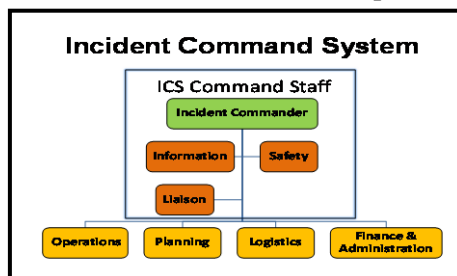 Incident Command System
ICS Command Staff
Incident Commander
Information
Safety
Liaison
Operations
Planning
Logistics
Finance &
Administration